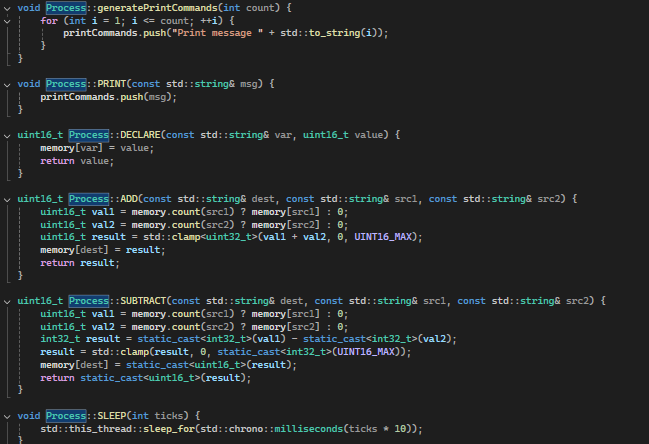 void Process::generatePrintCommands(int count) {
for (int i = 1; i <= count; ++i) {
printCommands.push("Print message " + std::to_string(i));
}
}
void Process::PRINT(const std::string& msg) {
printCommands.push(msg);
}
uint16_t Process::DECLARE(const std::string& var, uint16_t value) {
memory[var] = value;
return value;
}
uint16_t Process::ADD(const std::string& dest, const std::string& src1, const std::string& src2) {
uint16_t val1 = memory.count(src1) ? memory[src1] : 0;
uint16_t val2 = memory.count(src2) ? memory[src2] : 0;
uint16_t result = std::clamp<uint32_t>(val1 + val2, 0, UINT16_MAX);
memory[dest] = result;
return result;
}
uint16_t Process::SUBTRACT(const std::string& dest, const std::string& src1, const std::string& src2) {
uint16_t val1 = memory.count(src1) ? memory[src1] : 0;
uint16_t val2 = memory.count(src2) ? memory[src2] : 0;
int32_t result = static_cast<int32_t>(val1) - static_cast<int32_t>(val2);
result = std::clamp(result, 0, static_cast<int32_t>(UINT16_MAX));
memory[dest] = static_cast<uint16_t>(result);
return static_cast<uint16_t>(result);
}
void Process::SLEEP(int ticks) {
std::this_thread::sleep_for(std::chrono::milliseconds(ticks * 10));
}